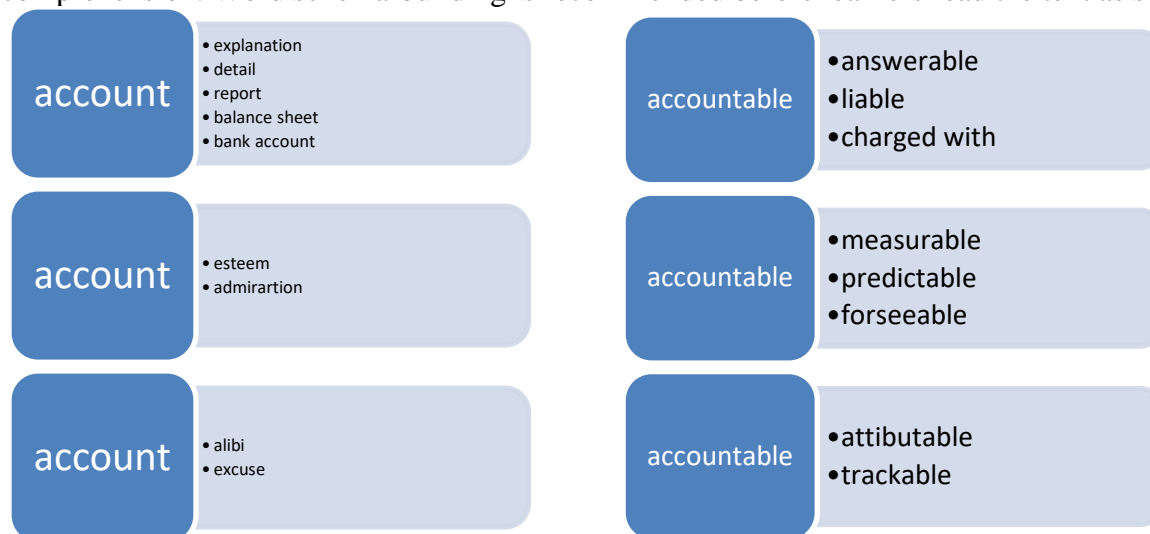 account
• explanation
• detail
• report
• balance sheet
• bank account
accountable
•answerable
•liable
•charged with
account
• esteem
• admirartion
accountable
•measurable
•predictable
•forseeable
account
• alibi
• excuse
accountable
•attibutable
•trackable